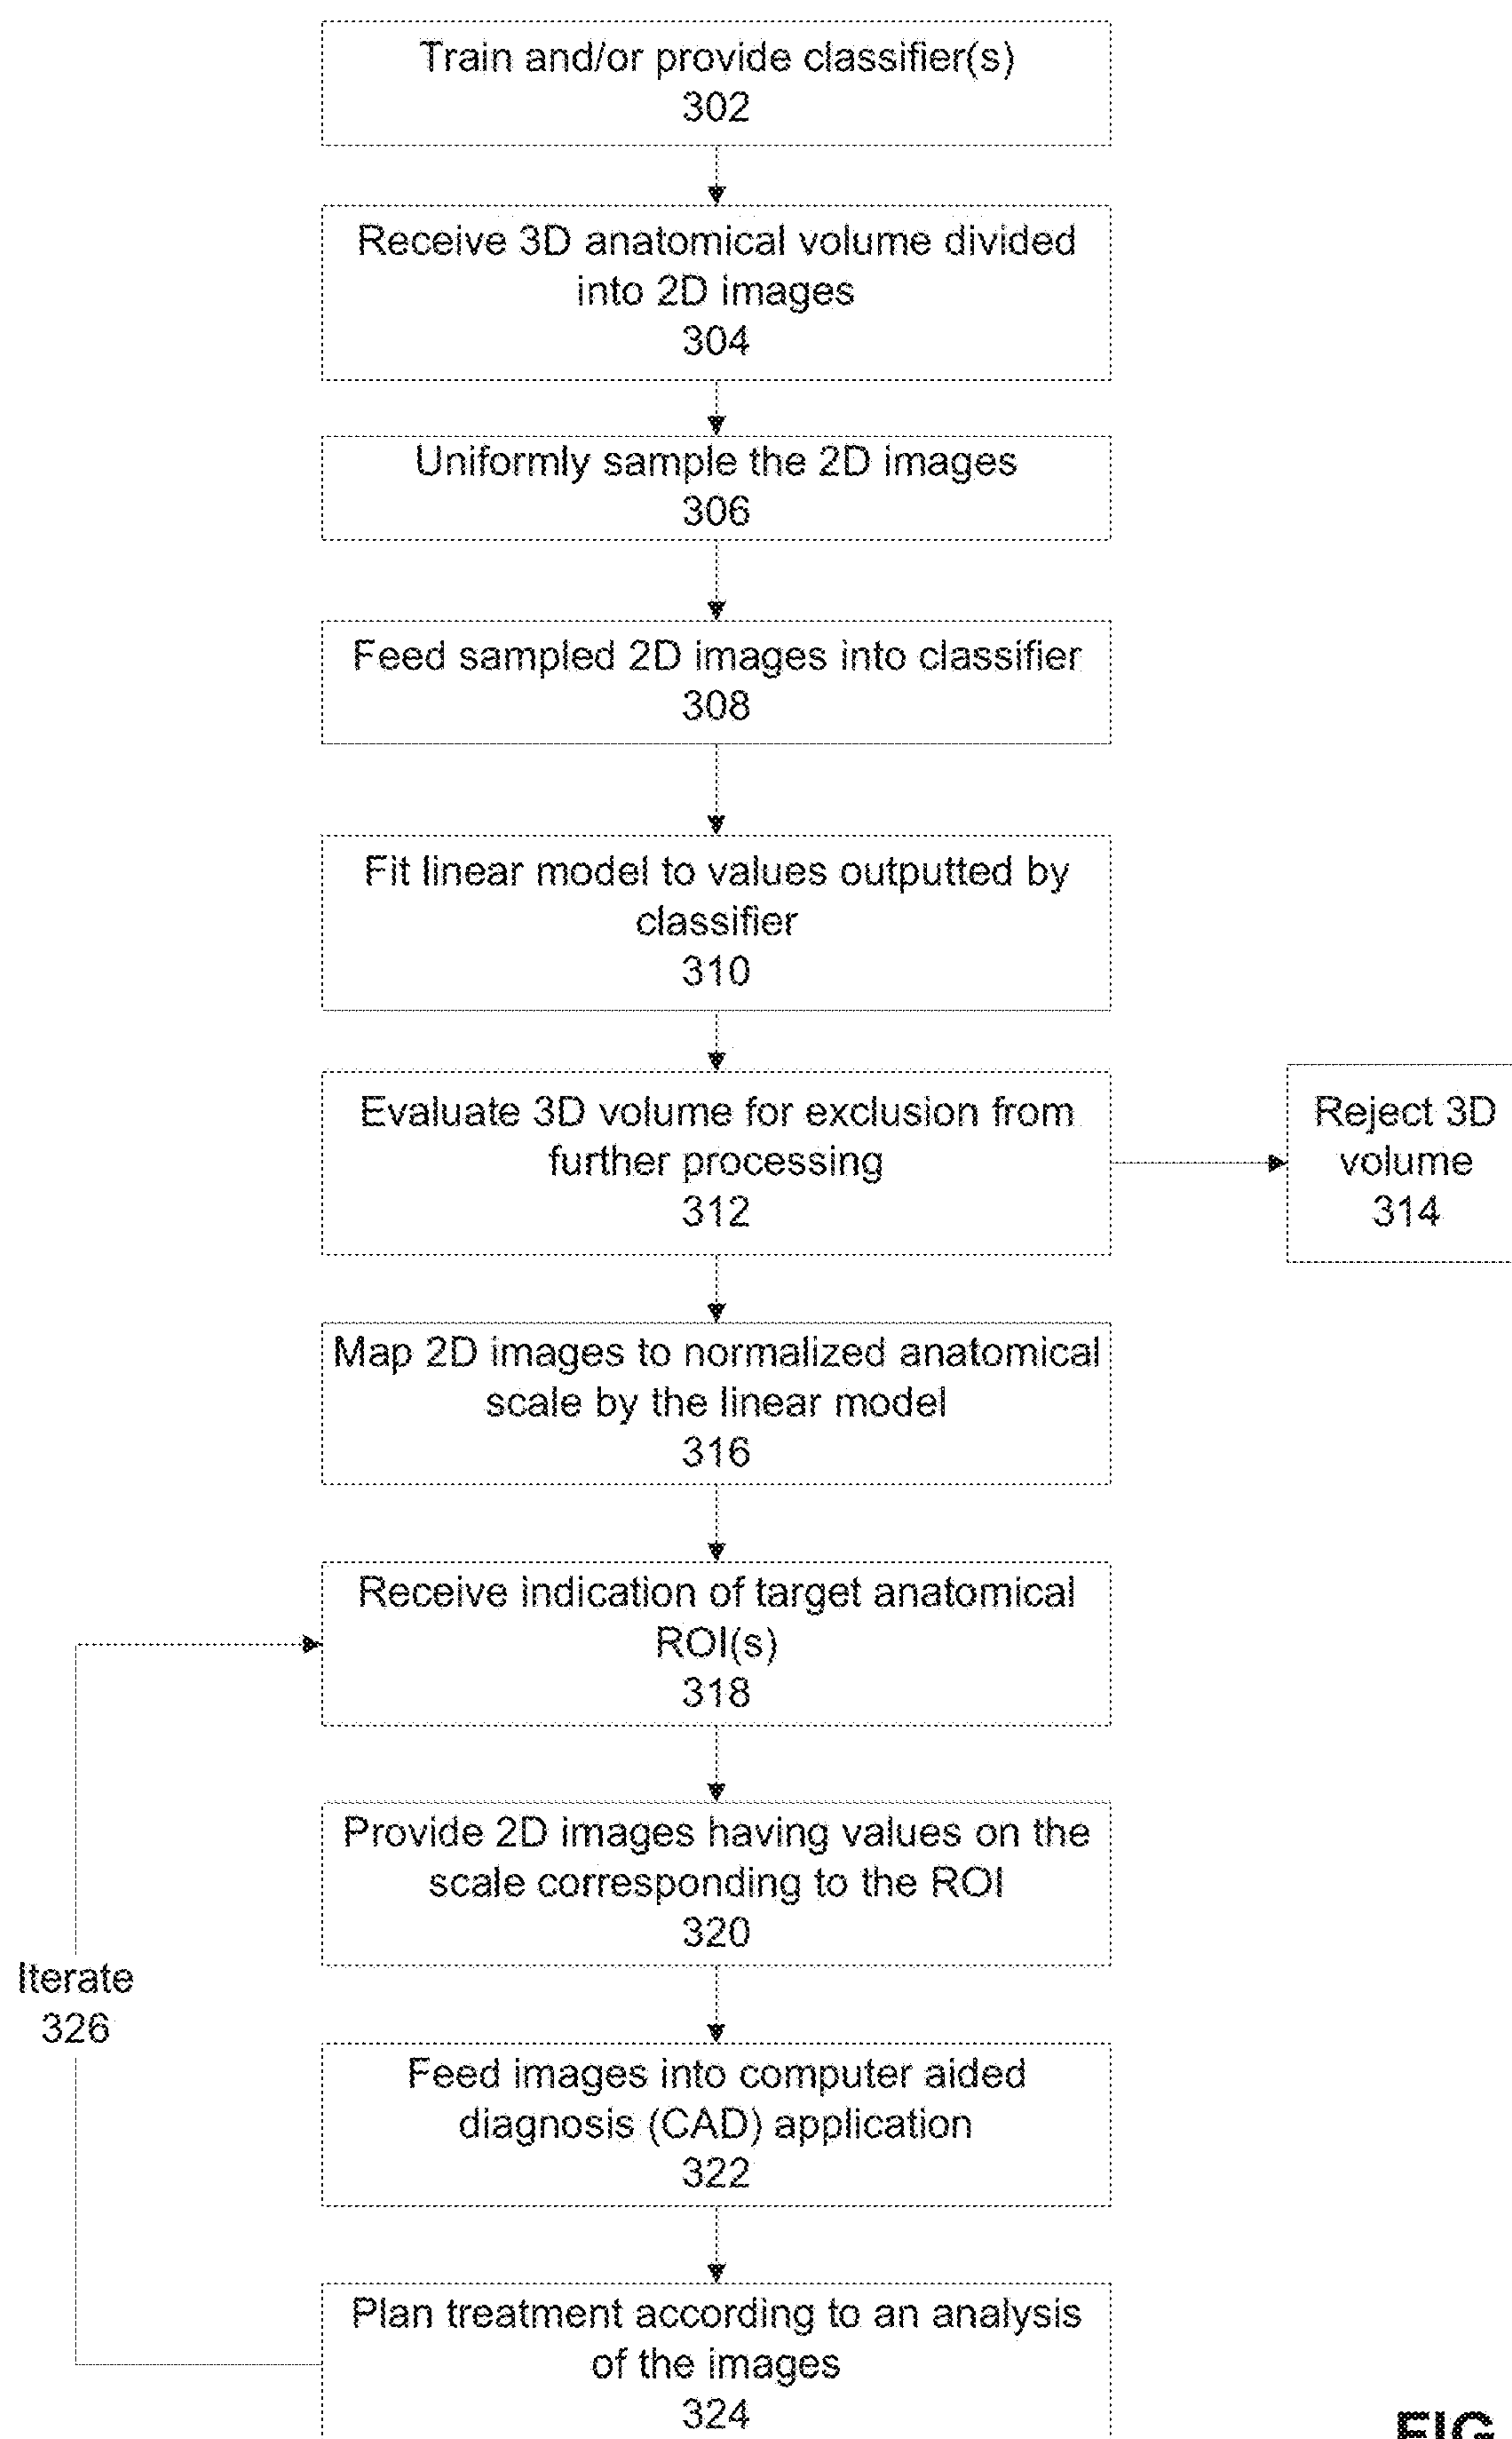 Train and/or provide classifier(s)
302
Receive 3D anatomical volume divided
into 2D images
304
Uniformly sample the 2D images
306
Feed sampled 2D images into classifier
308
Fit linear model to values outputted by
classifier
310
Evaluate 3D volume for exclusion from
further processing
312
Reject 3D
volume
314
Map 2D images to normalized anatomical
scale by the linear model
316
Receive indication of target anatomical
ROI(s)
318
Provide 2D images having values on the
scale corresponding to the ROI
320
Iterate
326
Feed images into computer aided
diagnosis (CAD) application
322
Plan treatment according to an analysis
of the images
324
FIG